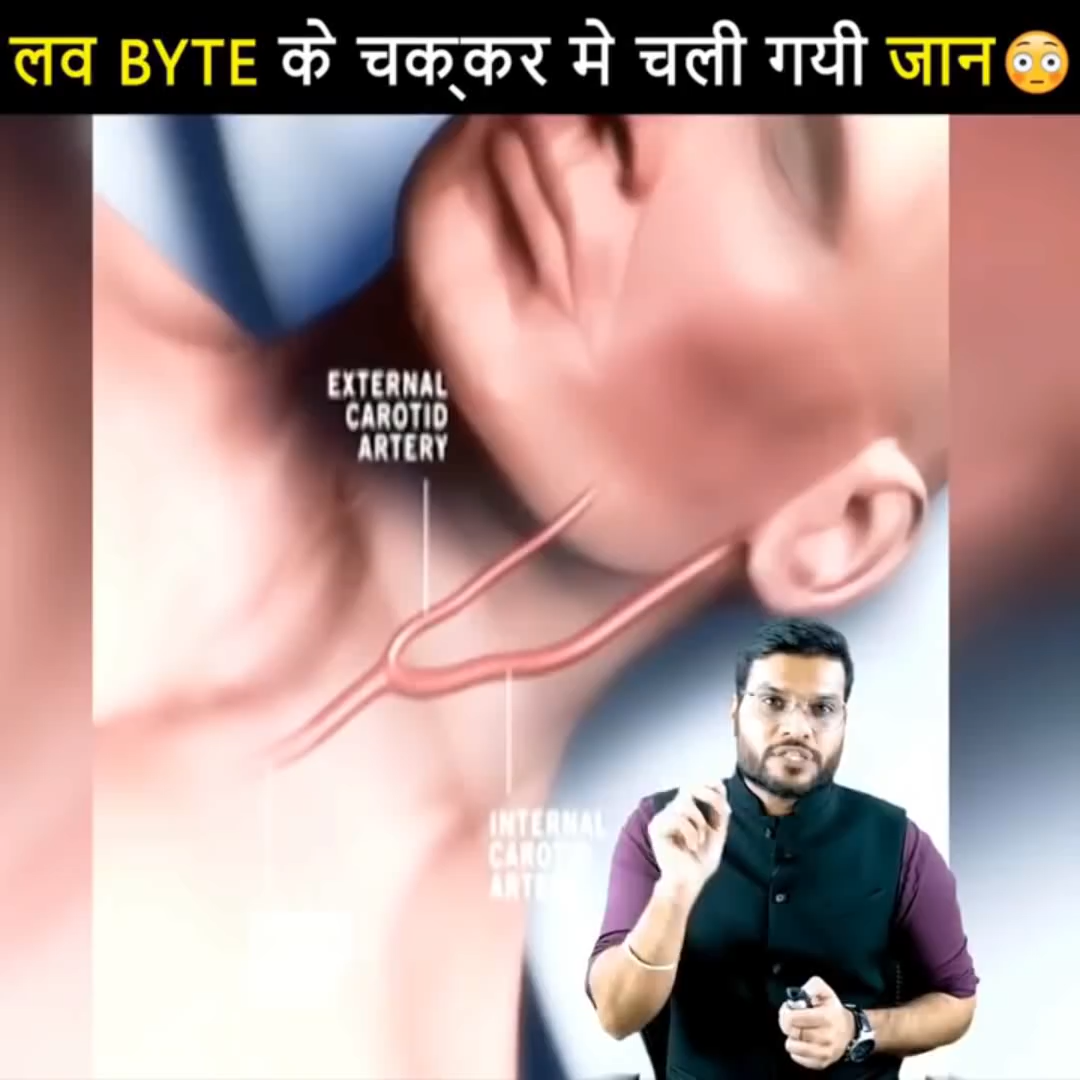 लव BYTE के चक्कर मे चली गयी जान😳
EXTERNAL
CAROTID
ARTERY
INTERNAL